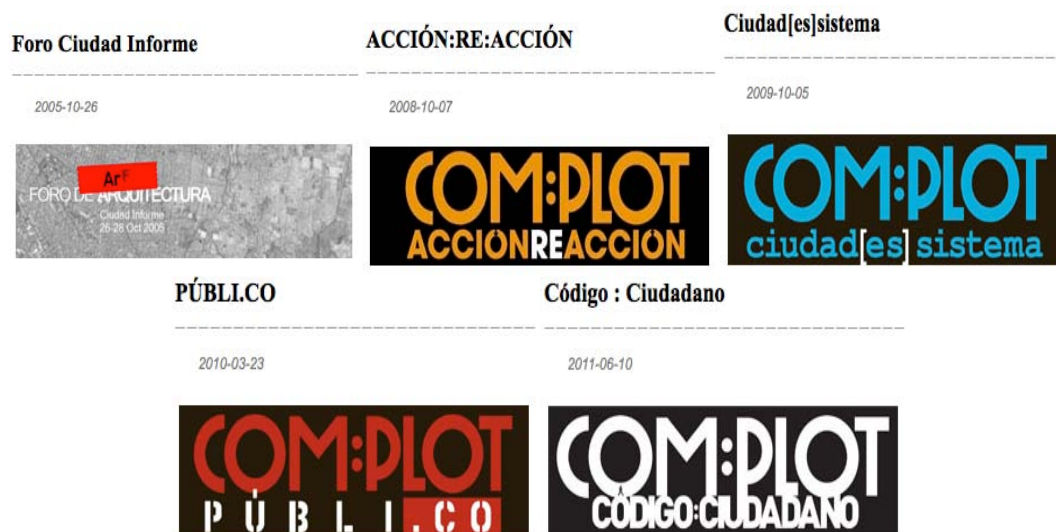 Foro Ciudad Informe
2005-10-26
ArF
FORO DE ARQUITECTURA
Ciudad Informe
26-28 Oct 2005
ACCIÓN:RE:ACCIÓN
2008-10-07
COM:PLOT
ACCIÓNREACCIÓN
Ciudad[es]sistema
2009-10-05
COM:PLOT
ciudad[es] sistema
PÚBLI.CO
2010-03-23
COM:PLOT
PÚBLI.CO
Código : Ciudadano
2011-06-10
COM:PLOT
CÓDIGO:CIUDADANO